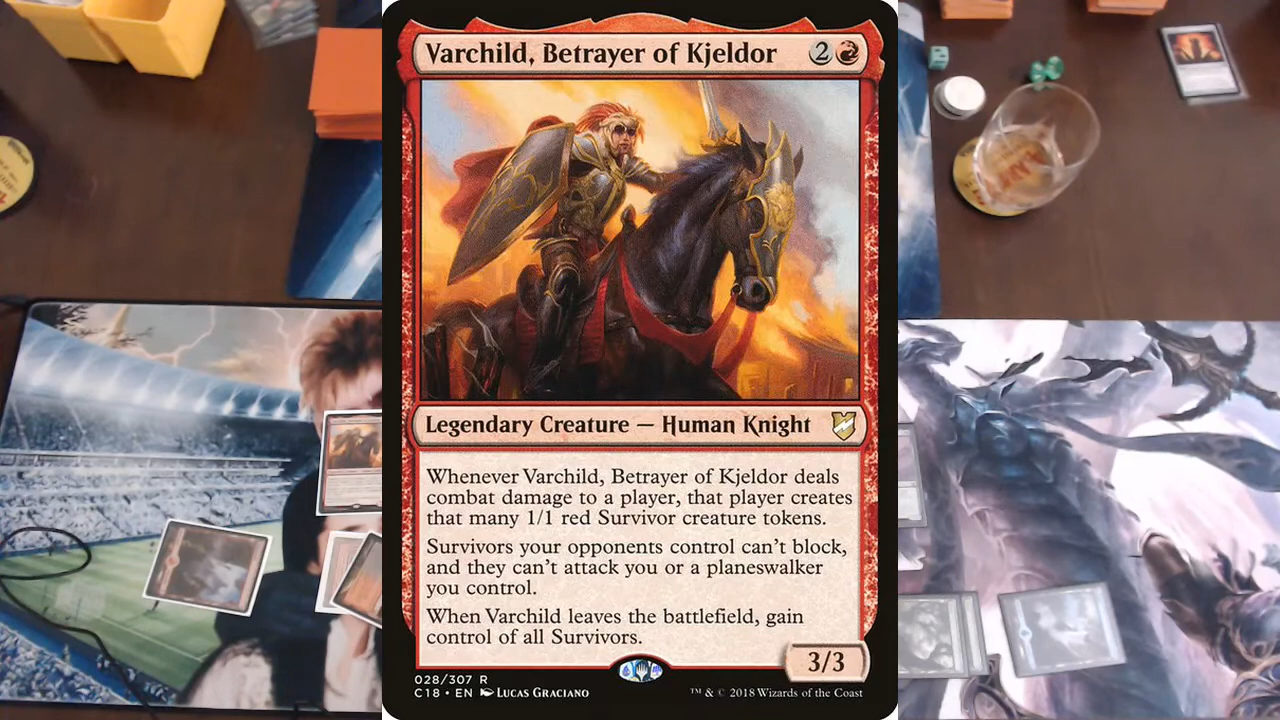 Varchild, Betrayer of Kjeldor 2
Legendary Creature — Human Knight
Whenever Varchild, Betrayer of Kjeldor deals
combat damage to a player, that player creates
that many 1/1 red Survivor creature tokens.
Survivors your opponents control can't block,
and they can't attack you or a planeswalker
you control.
When Varchild leaves the battlefield, gain
control of all Survivors.
3/3
028/307 R
C18 • EN Lucas Graciano
™ & © 2018 Wizards of the Coast